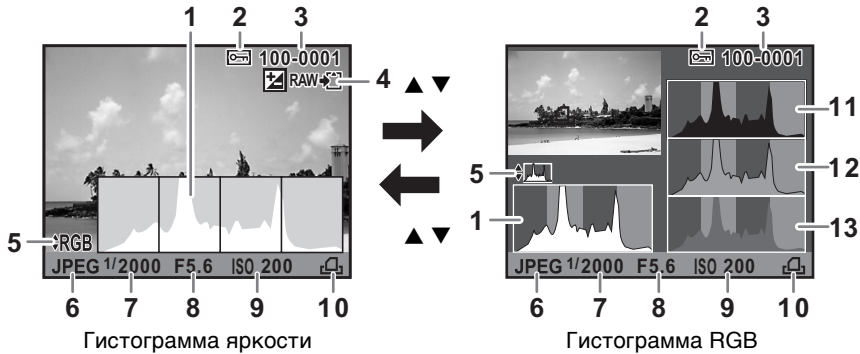 1 2 3
100-0001
RAW
4
5
RGB
JPEG 1/2000 F5.6 ISO 200
6 7 8 9 10
Гистограмма яркости
▲ ▼
▲ ▼
2 3
100-0001
11
12
13
5
1
JPEG 1/2000 F5.6 ISO 200
6 7 8 9 10
Гистограмма RGB